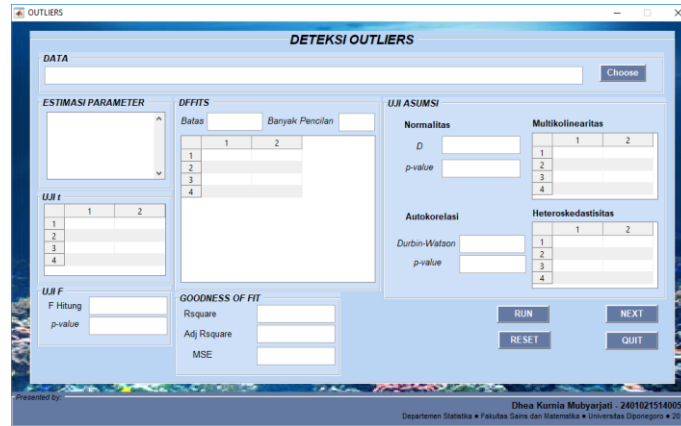 OUTLIERS
DETEKSI OUTLIERS
DATA
Choose
ESTIMASI PARAMETER
DFFITS
Batas
Banyak Pencilan
1 2
1
2
3
4
UJI t
1 2
1
2
3
4
UJI F
F Hitung
p-value
GOODNESS OF FIT
Rsquare
Adj Rsquare
MSE
UJI ASUMSI
Normalitas
D
p-value
Multikolinearitas
1 2
1
2
3
4
Autokorelasi
Durbin-Watson
p-value
Heteroskedastisitas
1 2
1
2
3
4
RUN
NEXT
RESET
QUIT
Presented by:
Dhea Kurnia Mubyarjati - 2401021514005
Departemen Statistika ● Fakultas Sains dan Matematika ● Universitas Diponegoro ● 20